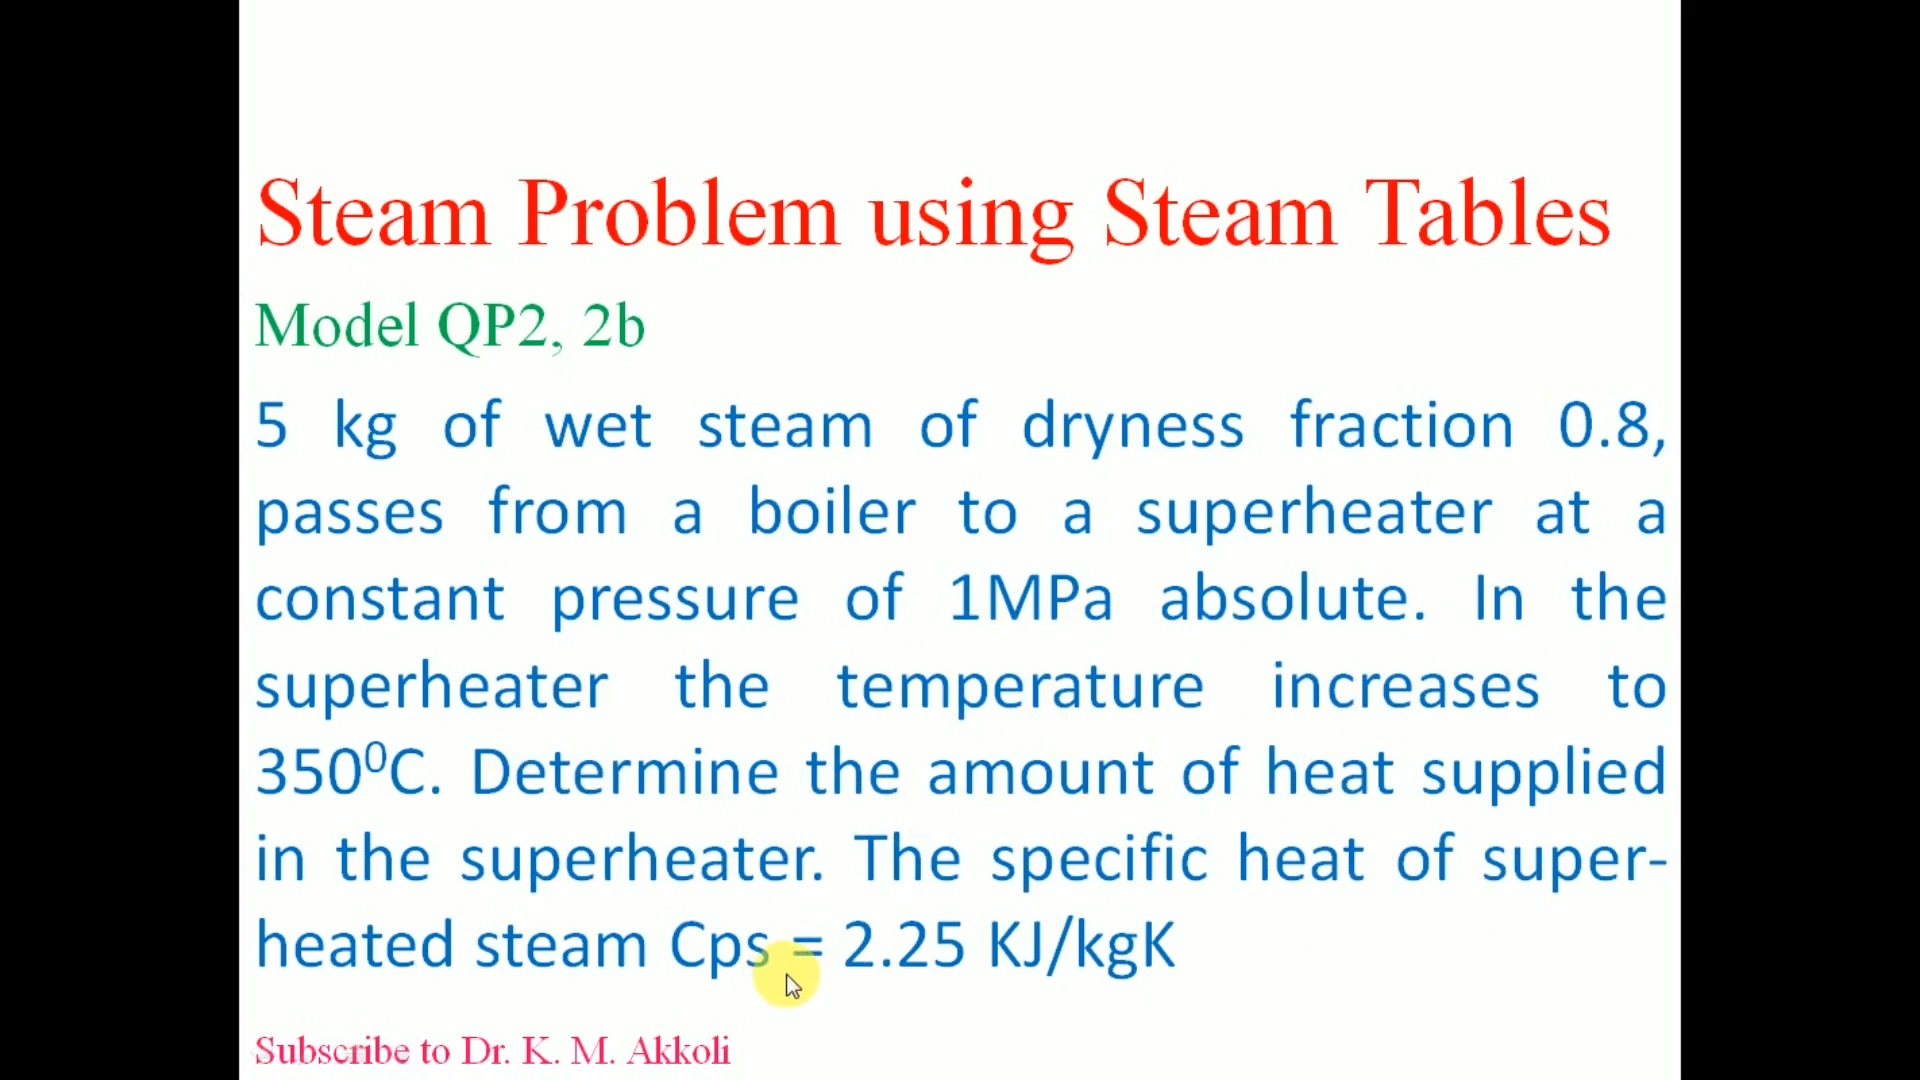 Steam Problem using Steam Tables
Model QP2, 2b
5 kg of wet steam of dryness fraction 0.8,
passes from a boiler to a superheater at a
constant pressure of 1MPa absolute. In the
superheater the temperature increases to
350⁰C. Determine the amount of heat supplied
in the superheater. The specific heat of super-
heated steam Cps = 2.25 KJ/kgK
Subscribe to Dr. K. M. Akkoli